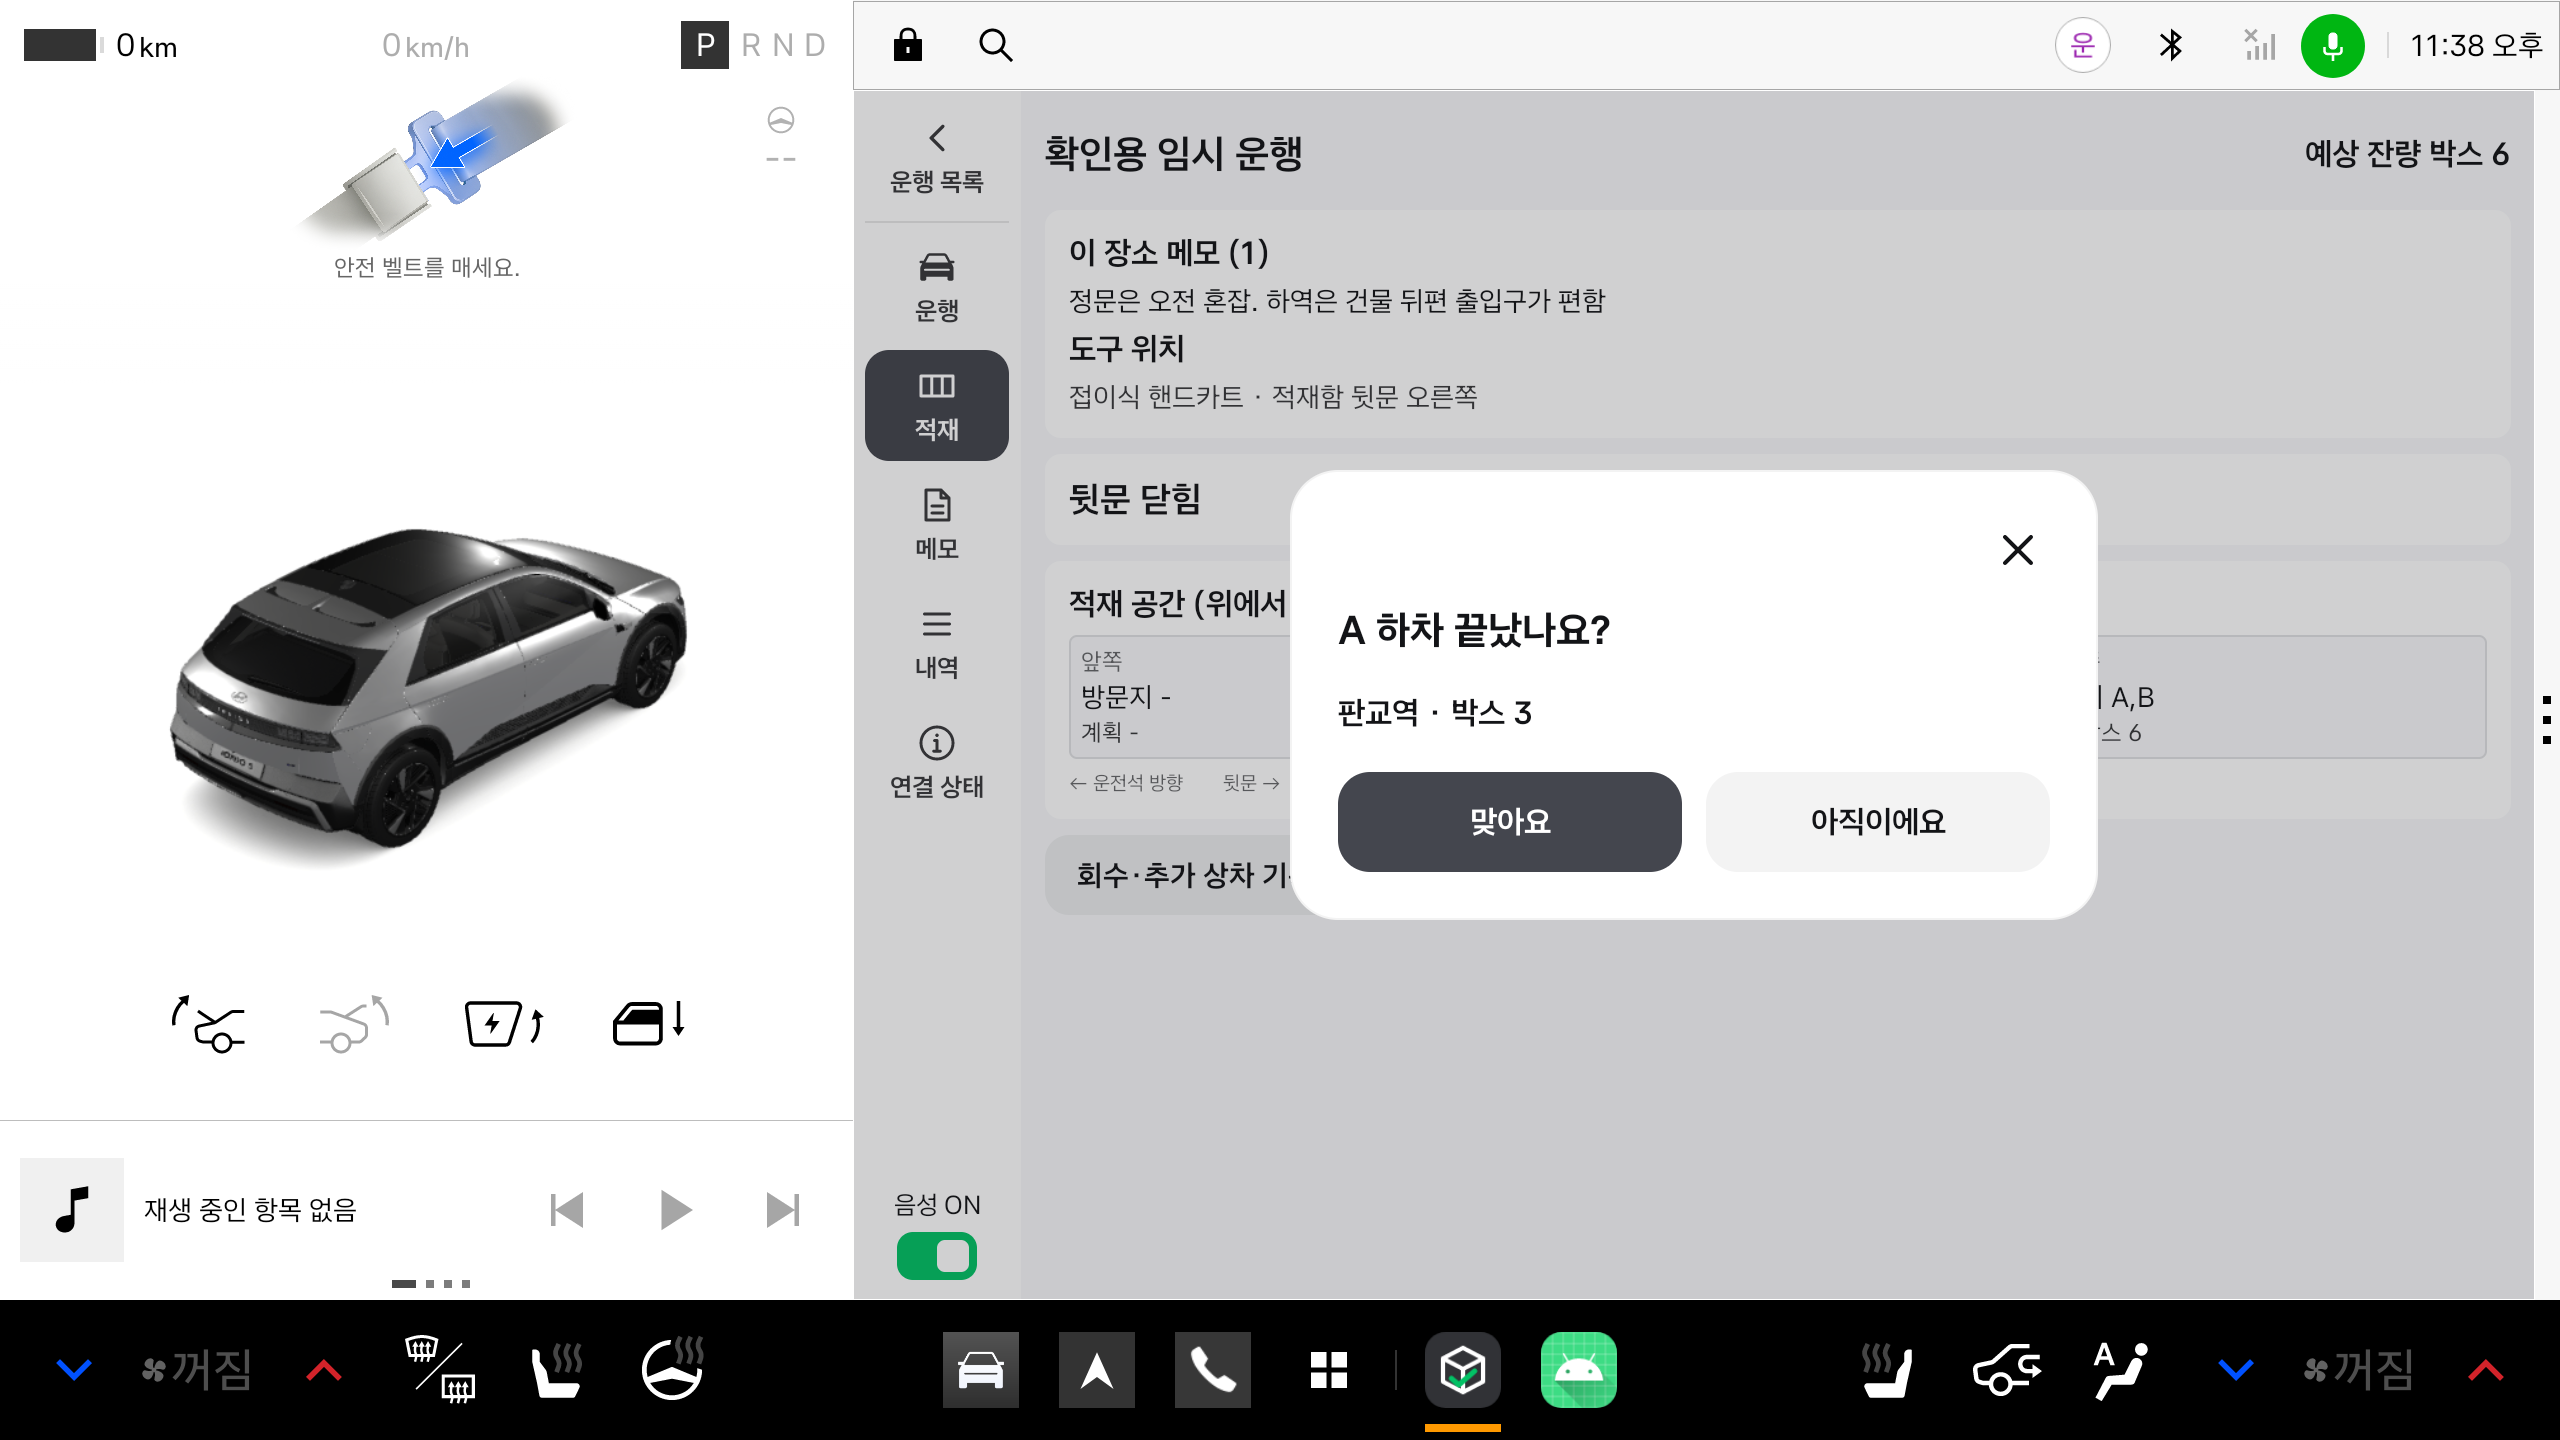 0 km
0 km/h
P R N D
안전 벨트를 매세요.
재생 중인 항목 없음
운
11:38 오후
운행 목록
운행
적재
메모
내역
연결 상태
음성 ON
확인용 임시 운행
예상 잔량 박스 6
이 장소 메모 (1)
정문은 오전 혼잡. 하역은 건물 뒤편 출입구가 편함
도구 위치
접이식 핸드카트 · 적재함 뒷문 오른쪽
뒷문 닫힘
적재 공간 (위에서
앞쪽
방문지 -
계획 -
A,B
스 6
← 운전석 방향 뒷문 →
회수·추가 상차
A 하차 끝났나요?
판교역 · 박스 3
맞아요
아직이에요
꺼짐
A
꺼짐